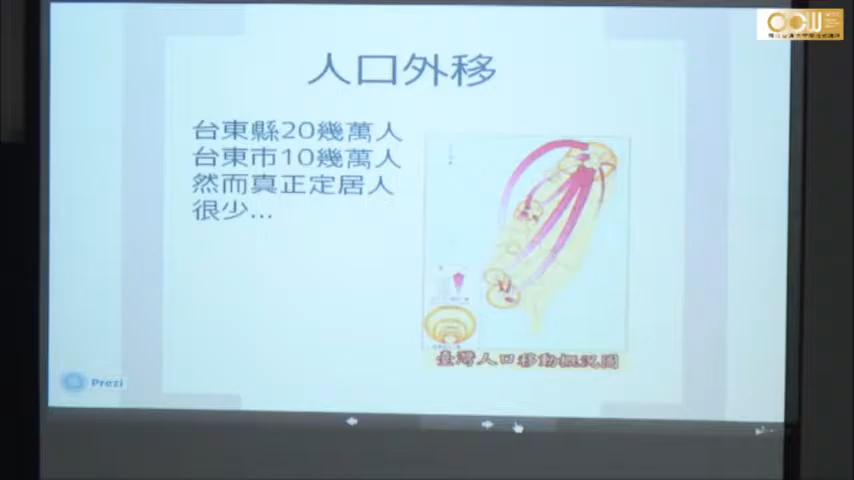 人口外移
台東縣20幾萬人
台東市10幾萬人
然而真正定居人
很少...
臺灣人口移動概況圖
Prezi
OCW